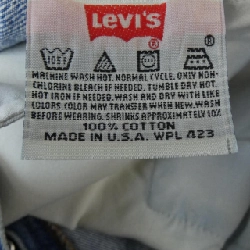 LEVI'S
MACHINE WASH HOT, NORMAL CYCLE. ONLY NON-
CHLORINE BLEACH IF NEEDED. TUMBLE DRY HOT.
HOT IRON IF NEEDED. WASH AND DRY WITH LIKE
COLORS. COLOR MAY TRANSFER WHEN NEW. WASH
BEFORE WEARING. SHRINKS APPROXIMATELY 10%
100% COTTON
MADE IN U.S.A. WPL 423